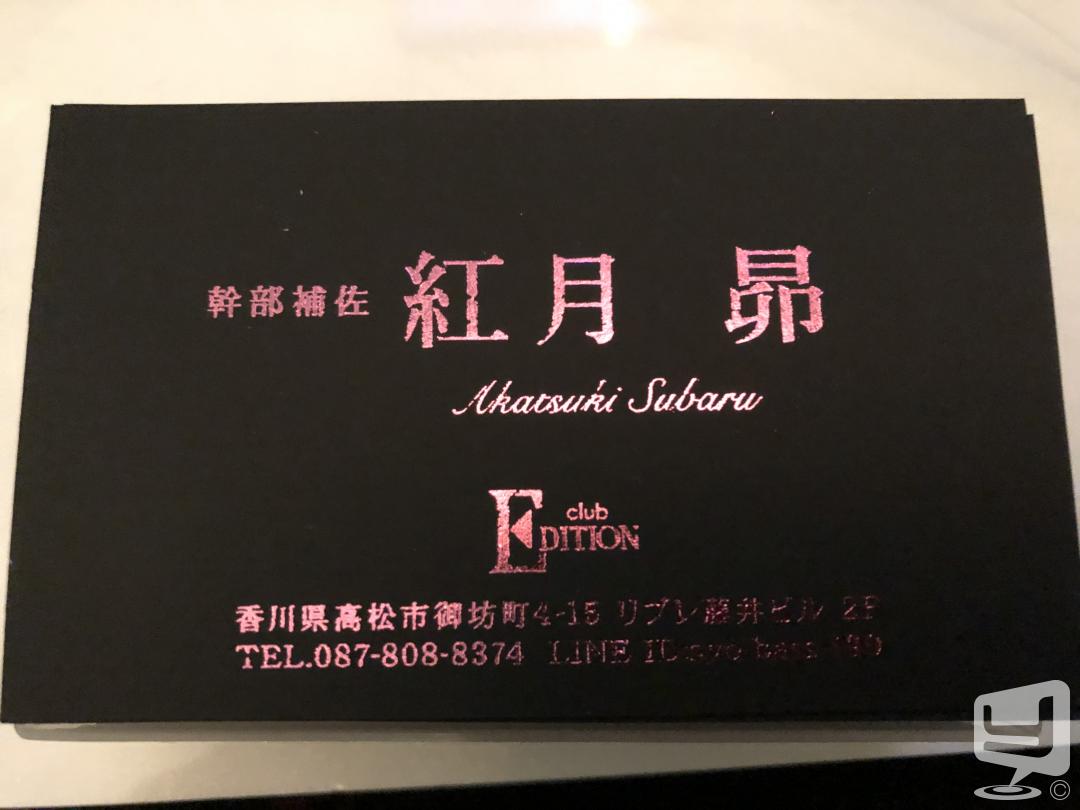 幹部補佐 紅月 昴
Akatsuki Subaru
club
EDITION
香川県高松市御坊町4-15 リブレ藤井ビル 2F
TEL.087-808-8374 LINE ID